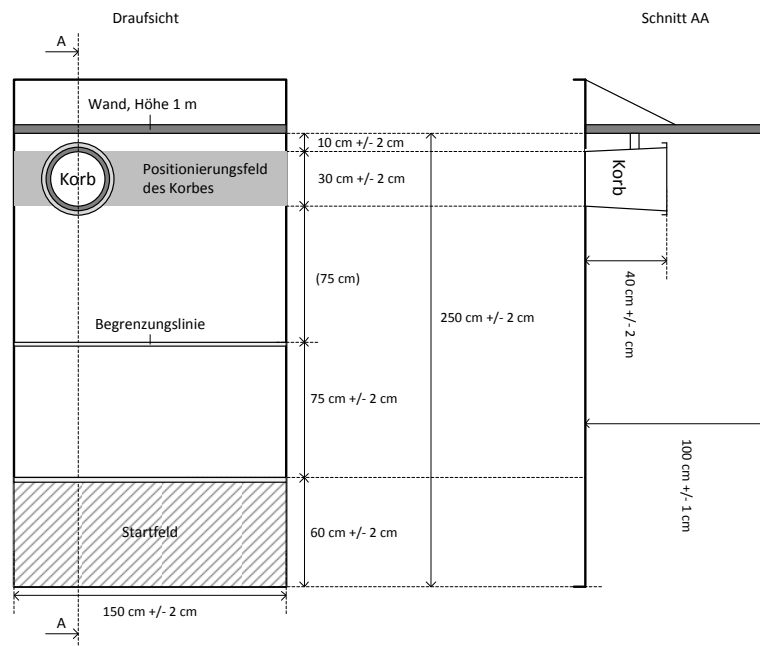 Draufsicht
Schnitt AA
A
Wand, Höhe 1 m
10 cm +/- 2 cm
Korb
Positionierungsfeld
des Korbes
30 cm +/- 2 cm
Korb
(75 cm)
40 cm +/- 2 cm
Begrenzungslinie
250 cm +/- 2 cm
75 cm +/- 2 cm
100 cm +/- 1 cm
Startfeld
60 cm +/- 2 cm
150 cm +/- 2 cm
A